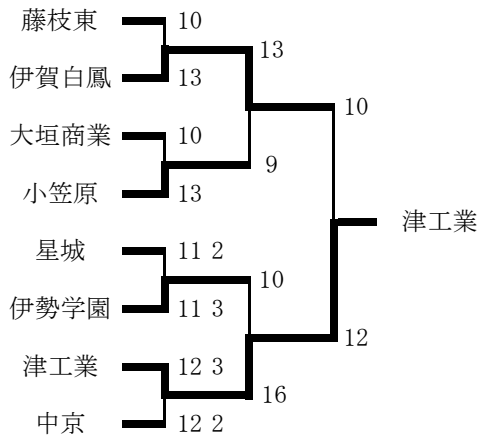 藤枝東 10
13
伊賀白鳳 13
大垣商業 10
10
9
小笠原 13
津工業
星城 11 2
10
伊勢学園 11 3
12
津工業 12 3
16
中京 12 2